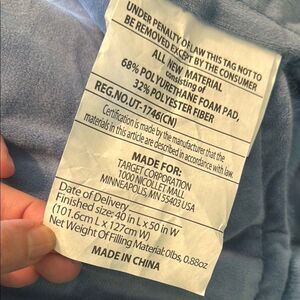 UNDER PENALTY OF LAW THIS TAG NOT TO
BE REMOVED EXCEPT BY THE CONSUMER
ALL NEW MATERIAL
consisting of
68% POLYURETHANE FOAM PAD,
32% POLYESTER FIBER
REG.NO.UT-1746(CN)
Certification is made by the manufacturer that the
materials in this article are described in accordance with law.
MADE FOR:
TARGET CORPORATION
1000 NICOLLET MALL
MINNEAPOLIS, MN 55403 USA
Date of Delivery
Finished size: 40 in L x 50 in W
(101.6cm L x 127cm W)
Net Weight Of Filling Material: 0lbs, 0.88oz
MADE IN CHINA